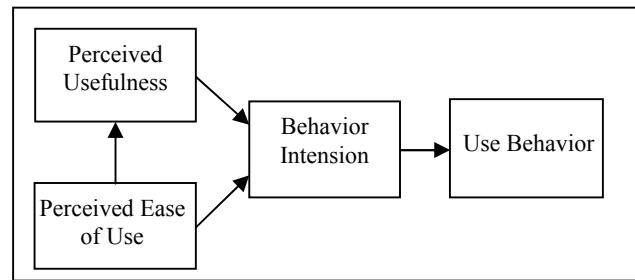 Perceived
Usefulness
Behavior
Intension
Use Behavior
Perceived Ease
of Use